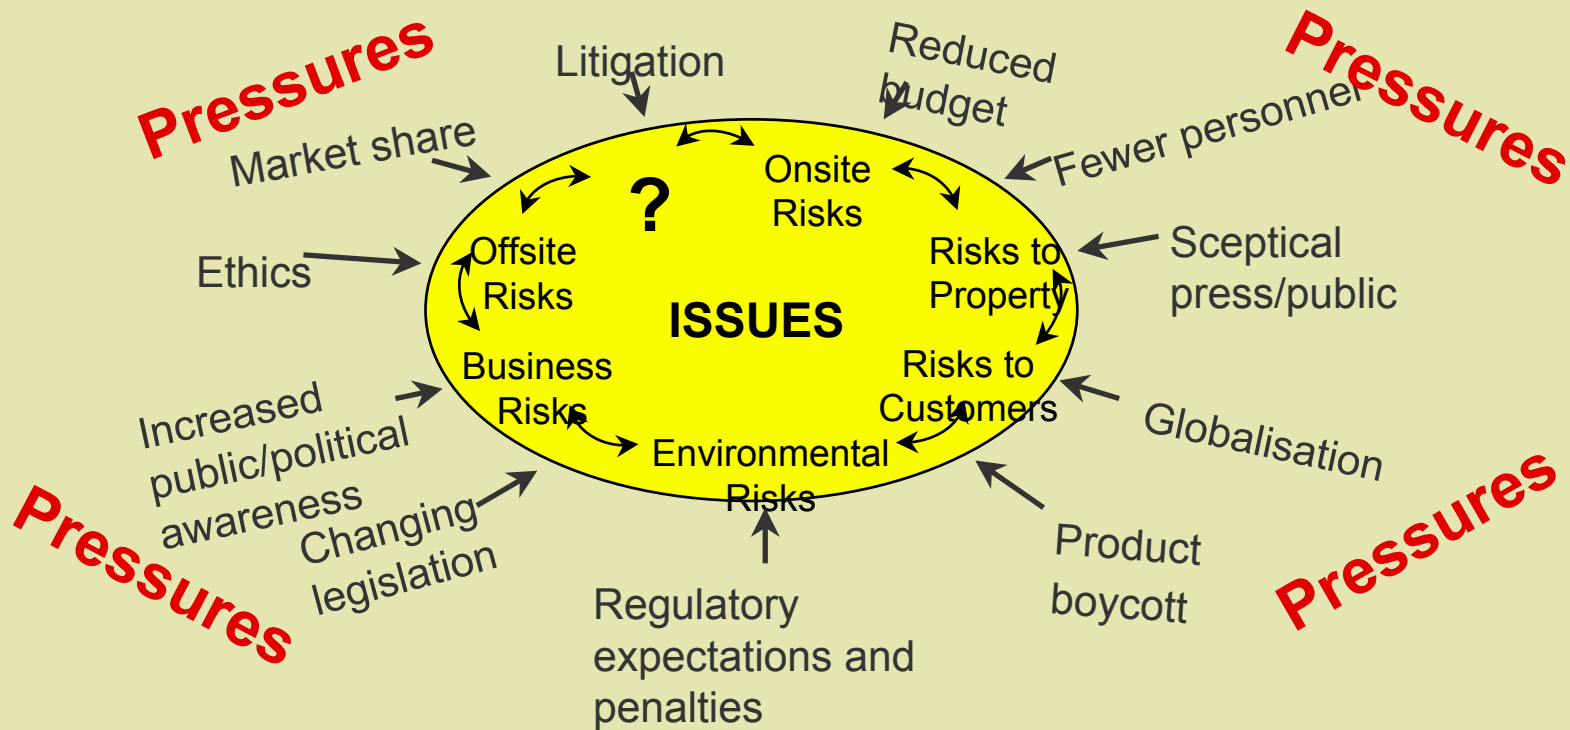 Pressures
Litigation
Reduced
budget
Pressures
Market share
Fewer personnel
?
Onsite
Risks
Ethics
Offsite
Risks
Risks to
Property
Sceptical
press/public
ISSUES
Business
Risks
Risks to
Customers
Increased
public/political
awareness
Globalisation
Environmental
Risks
Pressures
Changing
legislation
Product
boycott
Pressures
Regulatory
expectations and
penalties